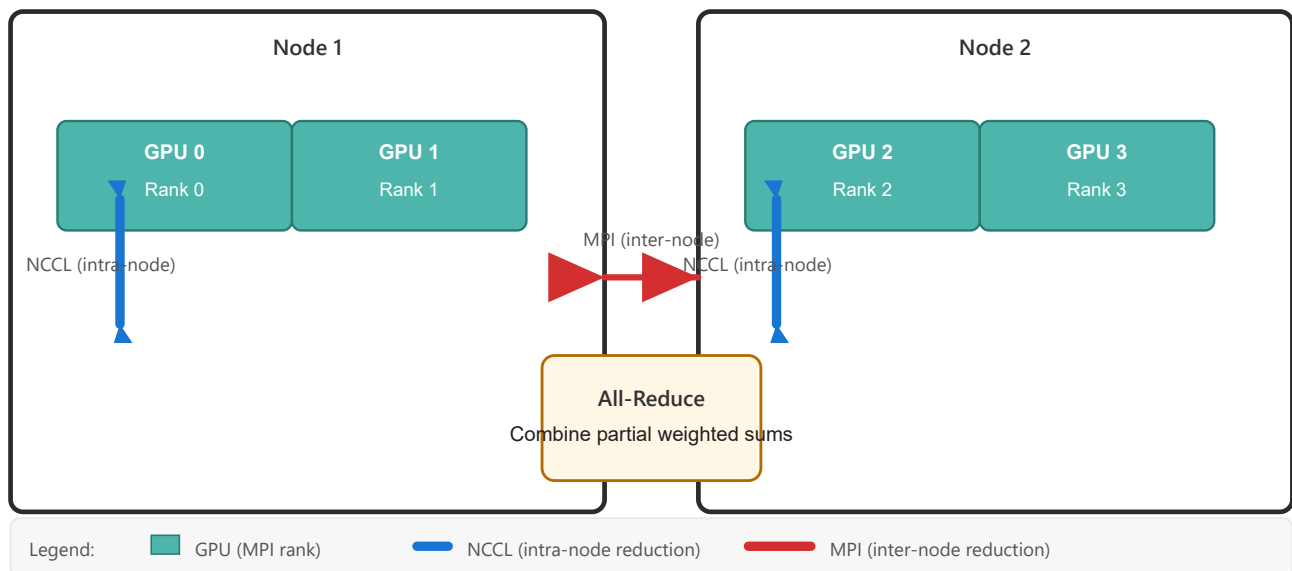 Node 1
Node 2
GPU 0
GPU 1
GPU 2
GPU 3
Rank 0
Rank 1
Rank 2
Rank 3
MPI (inter-node)
NCCL (intra-node)
NCCL (intra-node)
All-Reduce
Combine partial weighted sums
Legend:
GPU (MPI rank)
NCCL (intra-node reduction)
MPI (inter-node reduction)